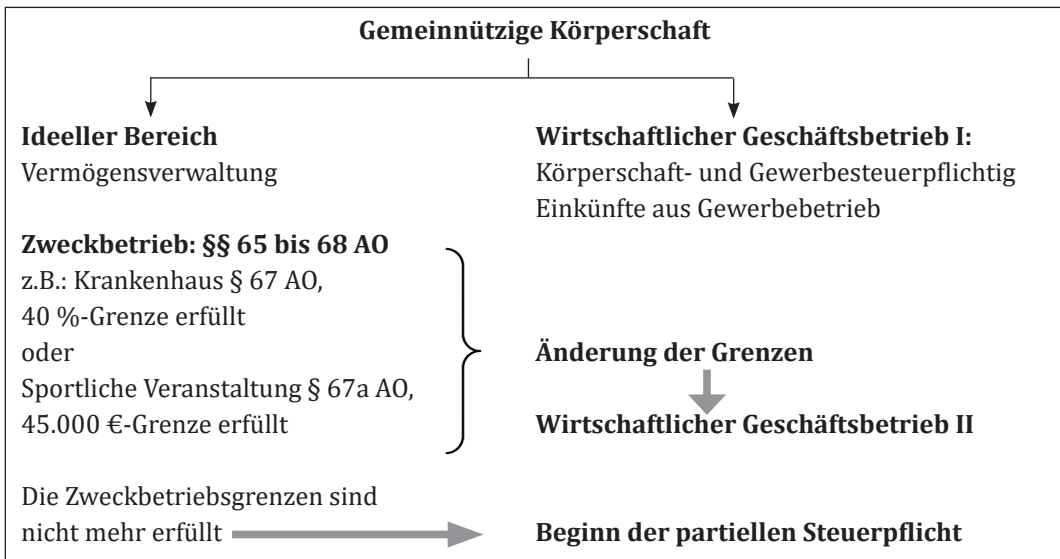 Gemeinnützige Körperschaft
Ideeller Bereich
Vermögensverwaltung
Wirtschaftlicher Geschäftsbetrieb I:
Körperschaft- und Gewerbesteuerpflichtig
Einkünfte aus Gewerbebetrieb
Zweckbetrieb: §§ 65 bis 68 AO
z.B.: Krankenhaus § 67 AO,
40 %-Grenze erfüllt
oder
Sportliche Veranstaltung § 67a AO,
45.000 €-Grenze erfüllt
Änderung der Grenzen
Wirtschaftlicher Geschäftsbetrieb II
Die Zweckbetriebsgrenzen sind
nicht mehr erfüllt
Beginn der partiellen Steuerpflicht